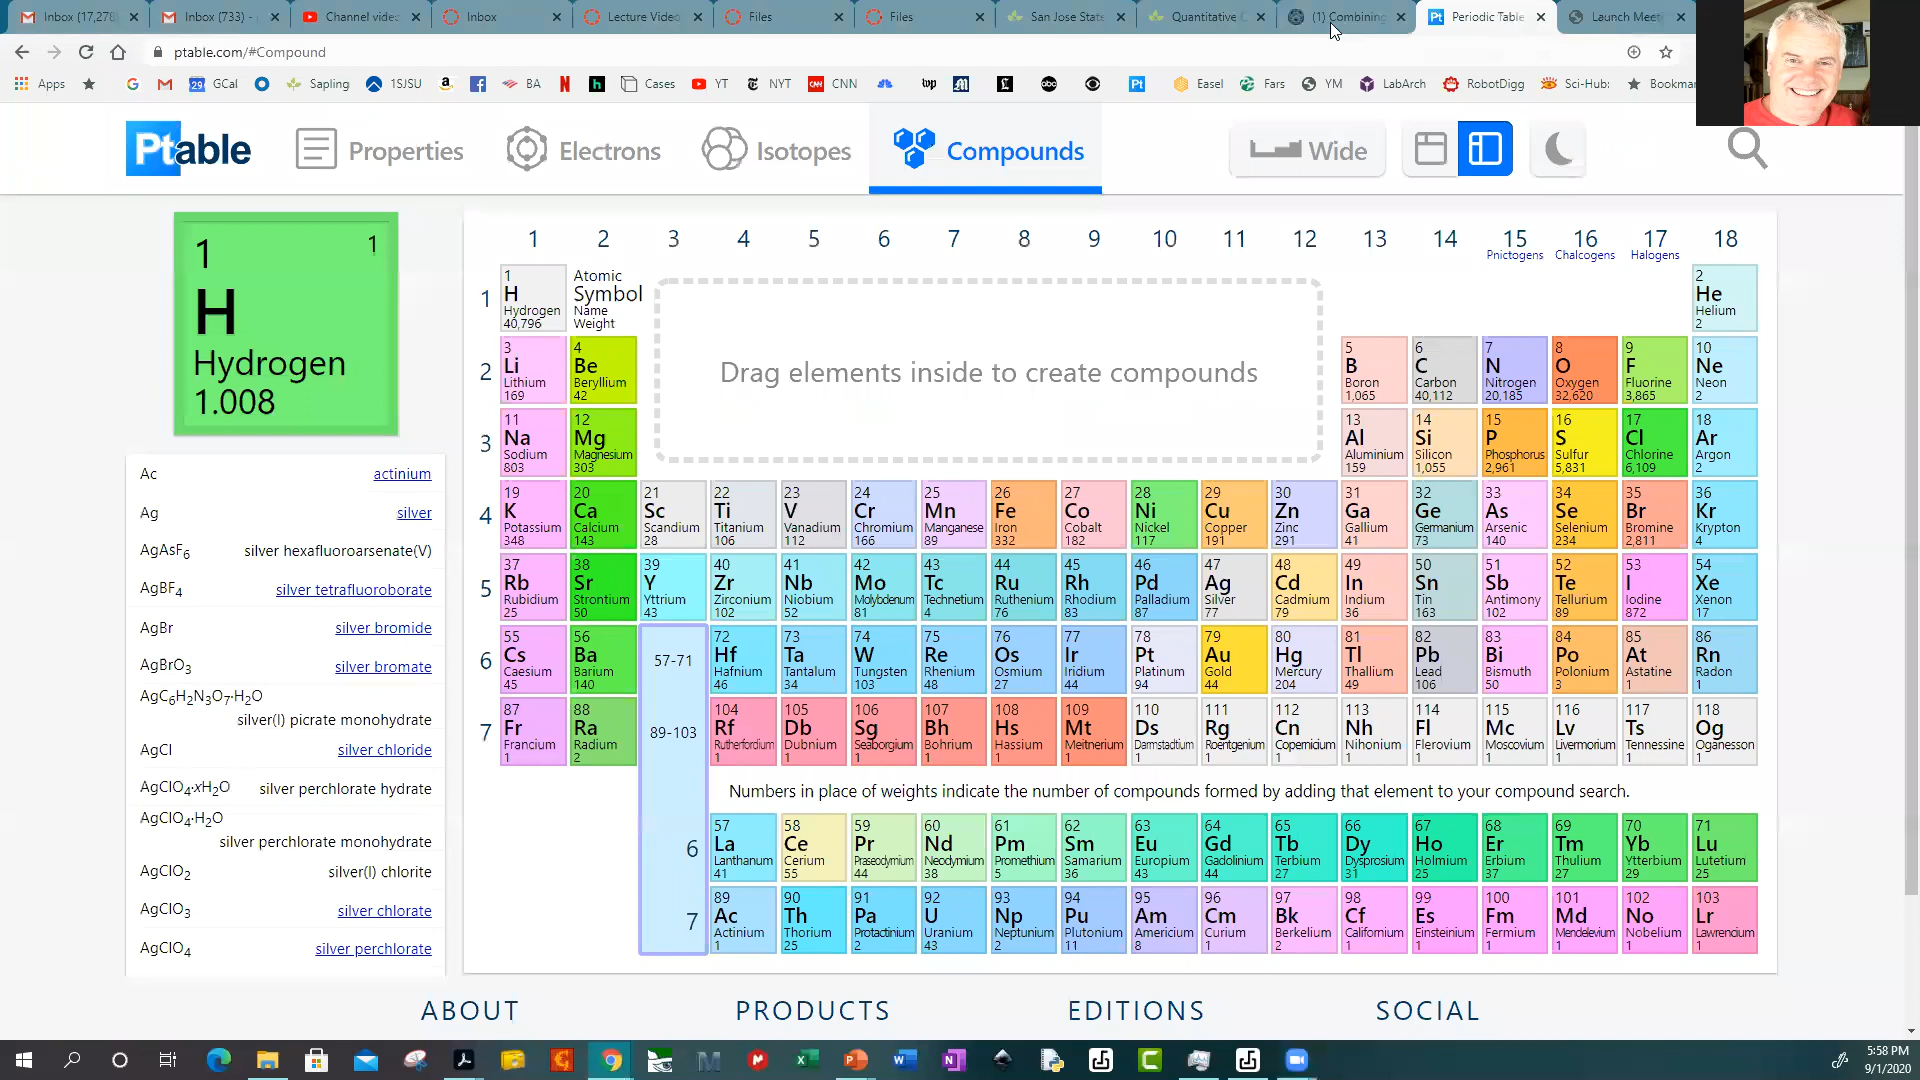 Inbox (17,278)
Inbox (733) -
Channel video
Inbox
Lecture Video
Files
Files
San Jose State
Quantitative
(1) Combining
Periodic Table
Launch Meeti
ptable.com/#Compound
Apps
GCal
Sapling
1SJSU
BA
Cases
YT
NYT
CNN
Easel
Fars
YM
LabArch
RobotDigg
Sci-Hub:
Bookmar
Ptable
Properties
Electrons
Isotopes
Compounds
Wide
1 1
H
Hydrogen
1.008
Ac actinium
Ag silver
AgAsF6 silver hexafluoroarsenate(V)
AgBF4 silver tetrafluoroborate
AgBr silver bromide
AgBrO3 silver bromate
AgC6H2N3O7·H2O
silver(I) picrate monohydrate
AgCl silver chloride
AgClO4·xH2O silver perchlorate hydrate
AgClO4·H2O
silver perchlorate monohydrate
AgClO2 silver(I) chlorite
AgClO3 silver chlorate
AgClO4 silver perchlorate
1 2 3 4 5 6 7 8 9 10 11 12 13 14 15 16 17 18
Pnictogens Chalcogens Halogens
1
1 H Hydrogen 40,796
Atomic
Symbol
Name
Weight
2 He Helium 2
Drag elements inside to create compounds
2
3 Li Lithium 169
4 Be Beryllium 42
5 B Boron 1,065
6 C Carbon 40,112
7 N Nitrogen 20,185
8 O Oxygen 32,620
9 F Fluorine 3,865
10 Ne Neon 2
3
11 Na Sodium 803
12 Mg Magnesium 303
13 Al Aluminium 159
14 Si Silicon 1,055
15 P Phosphorus 2,961
16 S Sulfur 5,831
17 Cl Chlorine 6,109
18 Ar Argon 2
4
19 K Potassium 348
20 Ca Calcium 143
21 Sc Scandium 28
22 Ti Titanium 106
23 V Vanadium 112
24 Cr Chromium 166
25 Mn Manganese 89
26 Fe Iron 332
27 Co Cobalt 182
28 Ni Nickel 117
29 Cu Copper 191
30 Zn Zinc 291
31 Ga Gallium 41
32 Ge Germanium 73
33 As Arsenic 140
34 Se Selenium 234
35 Br Bromine 2,811
36 Kr Krypton 4
5
37 Rb Rubidium 25
38 Sr Strontium 50
39 Y Yttrium 43
40 Zr Zirconium 102
41 Nb Niobium 52
42 Mo Molybdenum 81
43 Tc Technetium 4
44 Ru Ruthenium 76
45 Rh Rhodium 83
46 Pd Palladium 87
47 Ag Silver 77
48 Cd Cadmium 79
49 In Indium 36
50 Sn Tin 163
51 Sb Antimony 102
52 Te Tellurium 89
53 I Iodine 872
54 Xe Xenon 17
6
55 Cs Caesium 45
56 Ba Barium 140
57-71
72 Hf Hafnium 46
73 Ta Tantalum 34
74 W Tungsten 103
75 Re Rhenium 48
76 Os Osmium 27
77 Ir Iridium 44
78 Pt Platinum 94
79 Au Gold 44
80 Hg Mercury 204
81 Tl Thallium 49
82 Pb Lead 106
83 Bi Bismuth 50
84 Po Polonium 3
85 At Astatine 1
86 Rn Radon 1
7
87 Fr Francium 1
88 Ra Radium 2
89-103
104 Rf Rutherfordium 1
105 Db Dubnium 1
106 Sg Seaborgium 1
107 Bh Bohrium 1
108 Hs Hassium 1
109 Mt Meitnerium 1
110 Ds Darmstadtium 1
111 Rg Roentgenium 1
112 Cn Copernicium 1
113 Nh Nihonium 1
114 Fl Flerovium 1
115 Mc Moscovium 1
116 Lv Livermorium 1
117 Ts Tennessine 1
118 Og Oganesson 1
Numbers in place of weights indicate the number of compounds formed by adding that element to your compound search.
6
57 La Lanthanum 41
58 Ce Cerium 55
59 Pr Praseodymium 44
60 Nd Neodymium 38
61 Pm Promethium 5
62 Sm Samarium 36
63 Eu Europium 43
64 Gd Gadolinium 44
65 Tb Terbium 27
66 Dy Dysprosium 31
67 Ho Holmium 25
68 Er Erbium 37
69 Tm Thulium 27
70 Yb Ytterbium 29
71 Lu Lutetium 25
7
89 Ac Actinium 1
90 Th Thorium 25
91 Pa Protactinium 2
92 U Uranium 43
93 Np Neptunium 2
94 Pu Plutonium 11
95 Am Americium 8
96 Cm Curium 1
97 Bk Berkelium 2
98 Cf Californium 1
99 Es Einsteinium 1
100 Fm Fermium 1
101 Md Mendelevium 1
102 No Nobelium 1
103 Lr Lawrencium 1
ABOUT
PRODUCTS
EDITIONS
SOCIAL
5:58 PM
9/1/2020